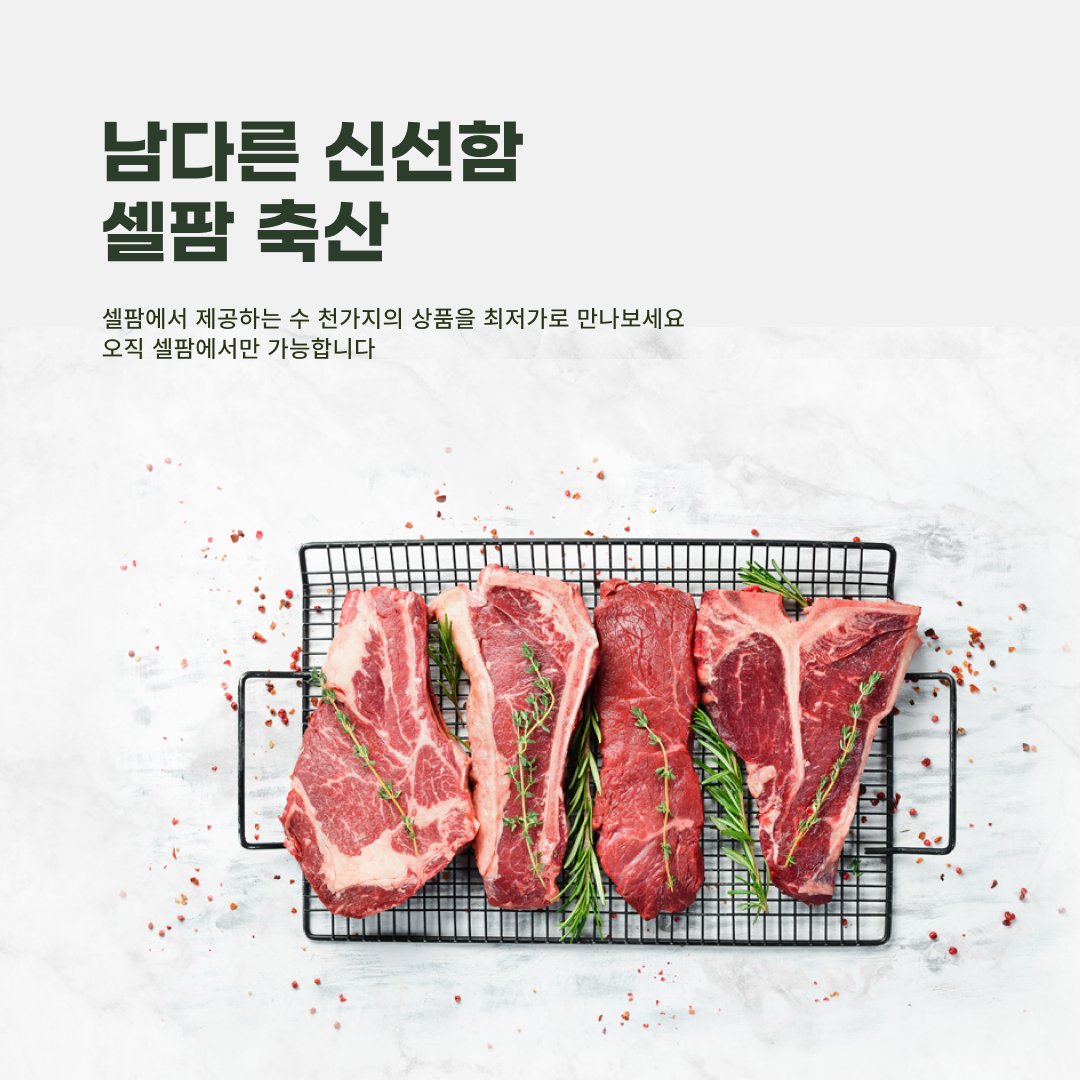 남다른 신선함
셀팜 축산
셀팜에서 제공하는 수 천가지의 상품을 최저가로 만나보세요
오직 셀팜에서만 가능합니다